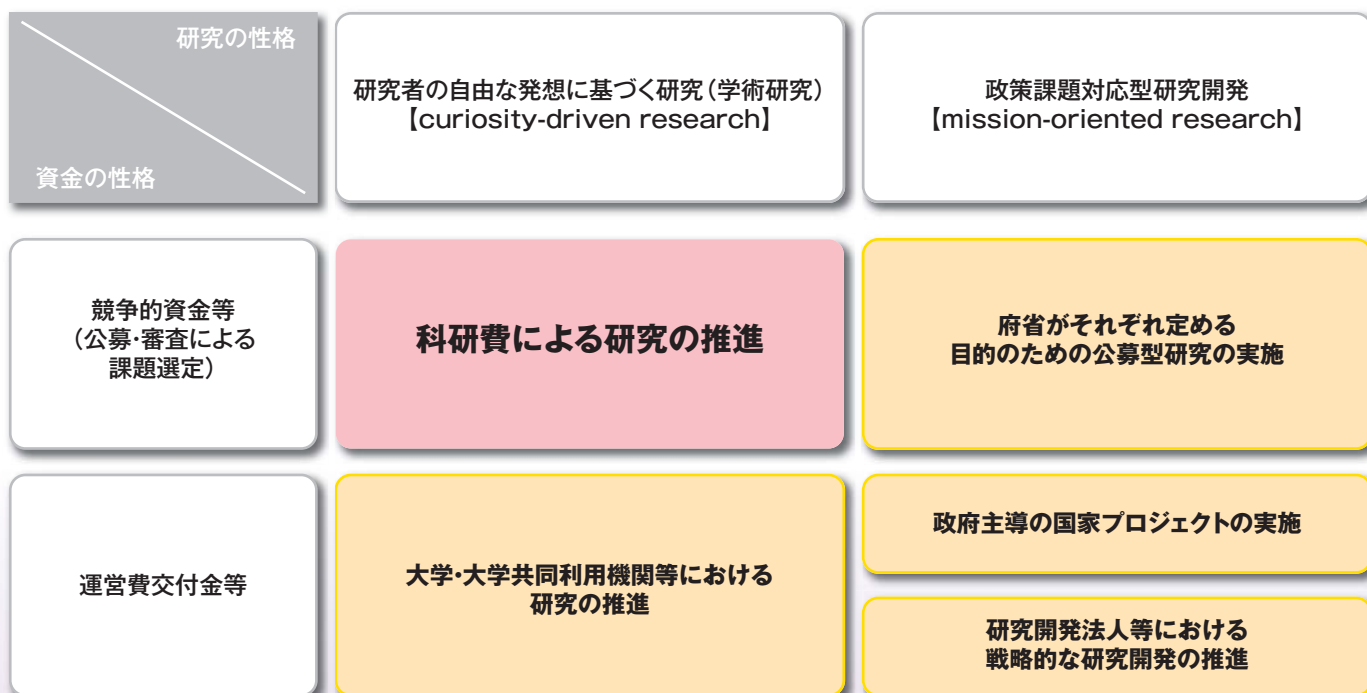 研究の性格
資金の性格
研究者の自由な発想に基づく研究(学術研究)
【curiosity-driven research】
政策課題対応型研究開発
【mission-oriented research】
競争的資金等
(公募・審査による
課題選定)
科研費による研究の推進
府省がそれぞれ定める
目的のための公募型研究の実施
運営費交付金等
大学・大学共同利用機関等における
研究の推進
政府主導の国家プロジェクトの実施
研究開発法人等における
戦略的な研究開発の推進